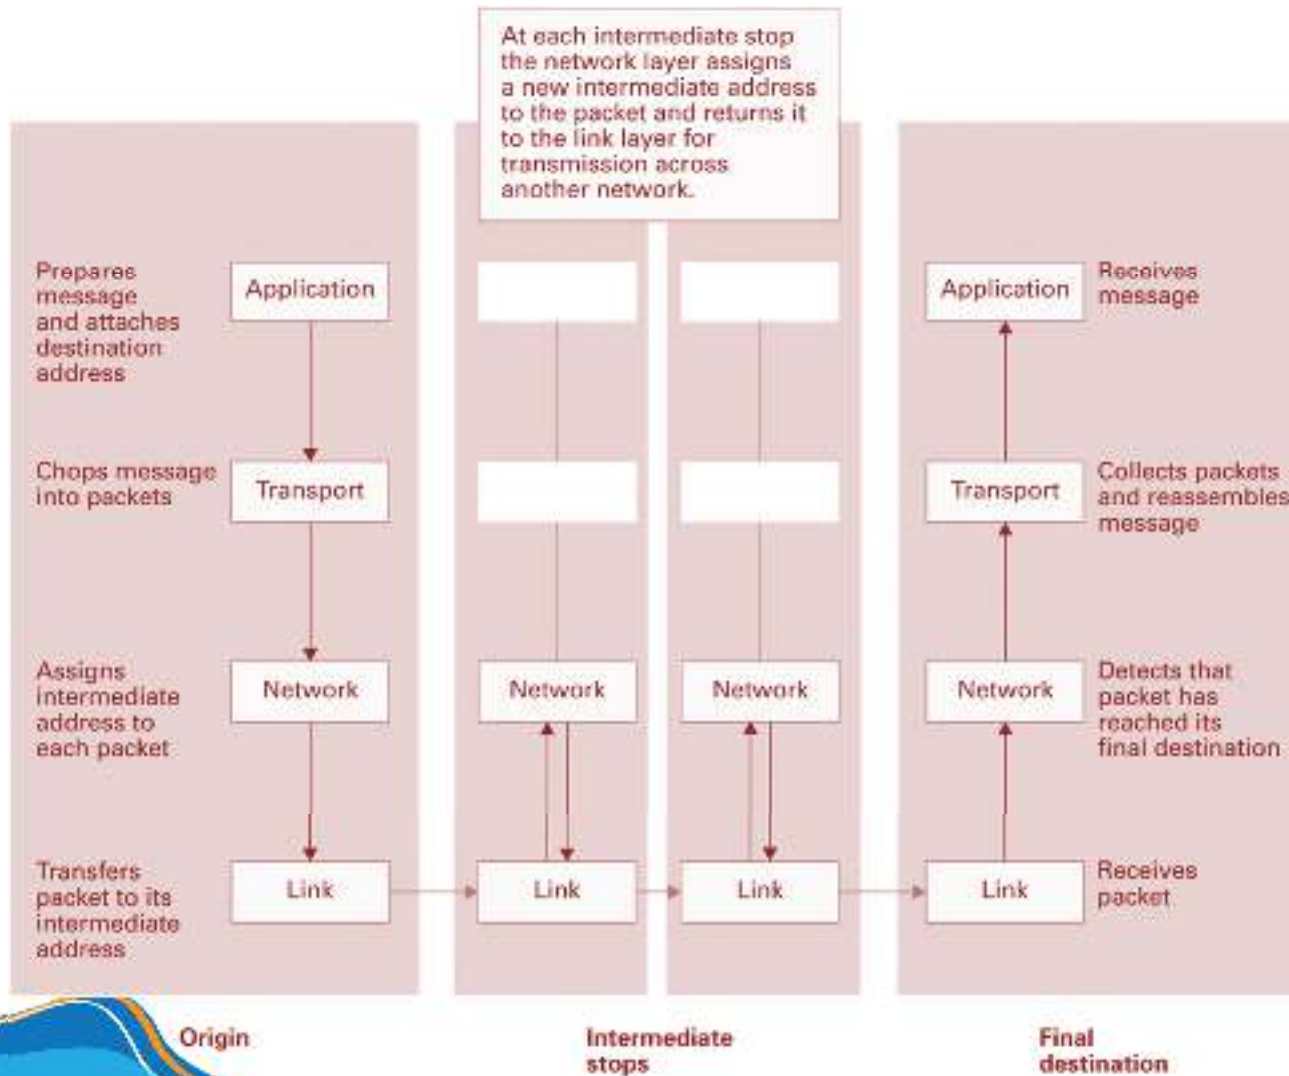 At each intermediate stop
the network layer assigns
a new intermediate address
to the packet and returns it
to the link layer for
transmission across
another network.
Prepares
message
and attaches
destination
address
Application
Application
Receives
message
Chops message
into packets
Transport
Transport
Collects packets
and reassembles
message
Assigns
intermediate
address to
each packet
Network
Network
Network
Network
Detects that
packet has
reached its
final destination
Transfers
packet to its
intermediate
address
Link
Link
Link
Link
Receives
packet
Origin
Intermediate
stops
Final
destination